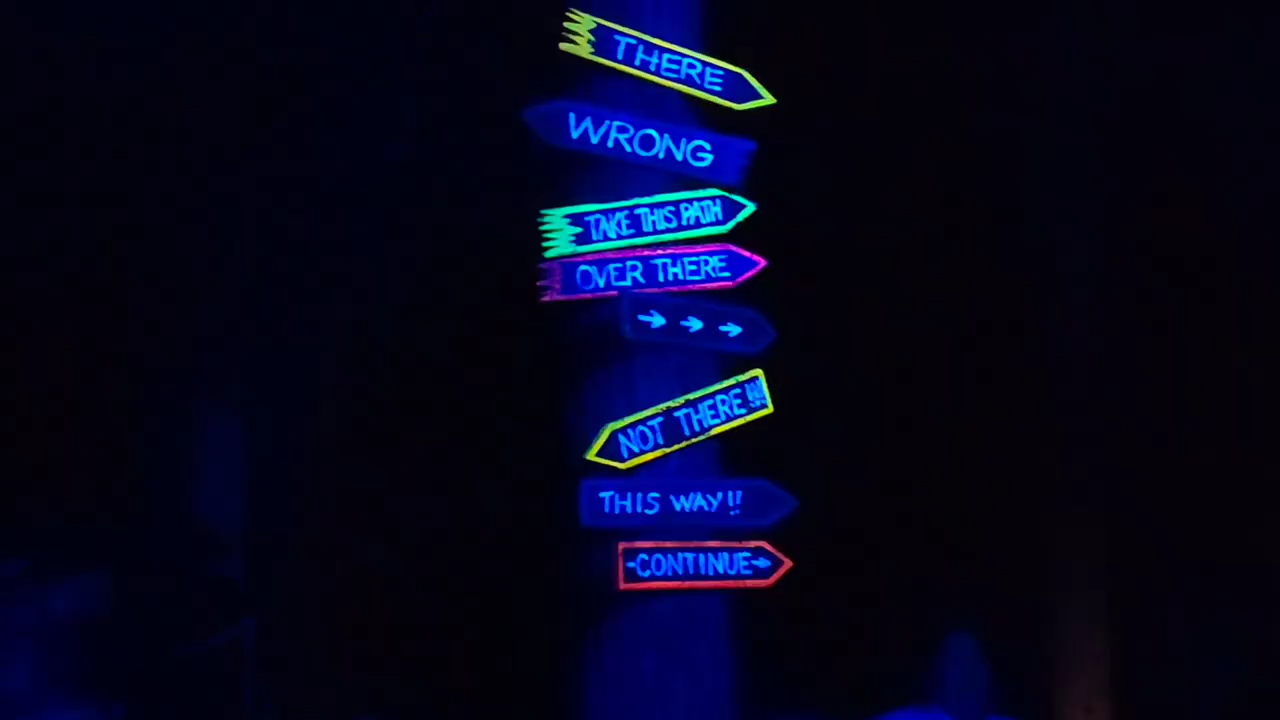 THERE
WRONG
TAKE THIS PATH
OVER THERE
→ → →
NOT THERE!!!
THIS WAY!!
-CONTINUE→